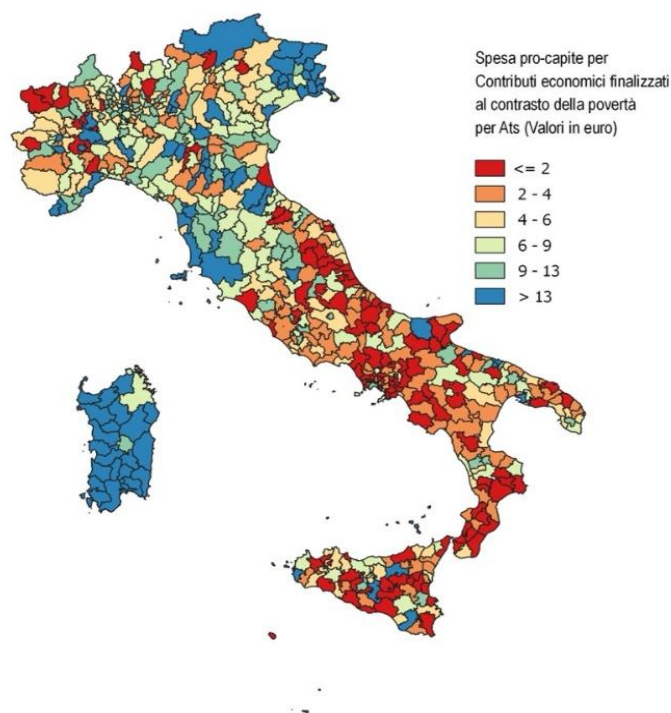 Spesa pro-capite per
Contributi economici finalizzati
al contrasto della povertà
per Ats (Valori in euro)
<= 2
2 - 4
4 - 6
6 - 9
9 - 13
> 13